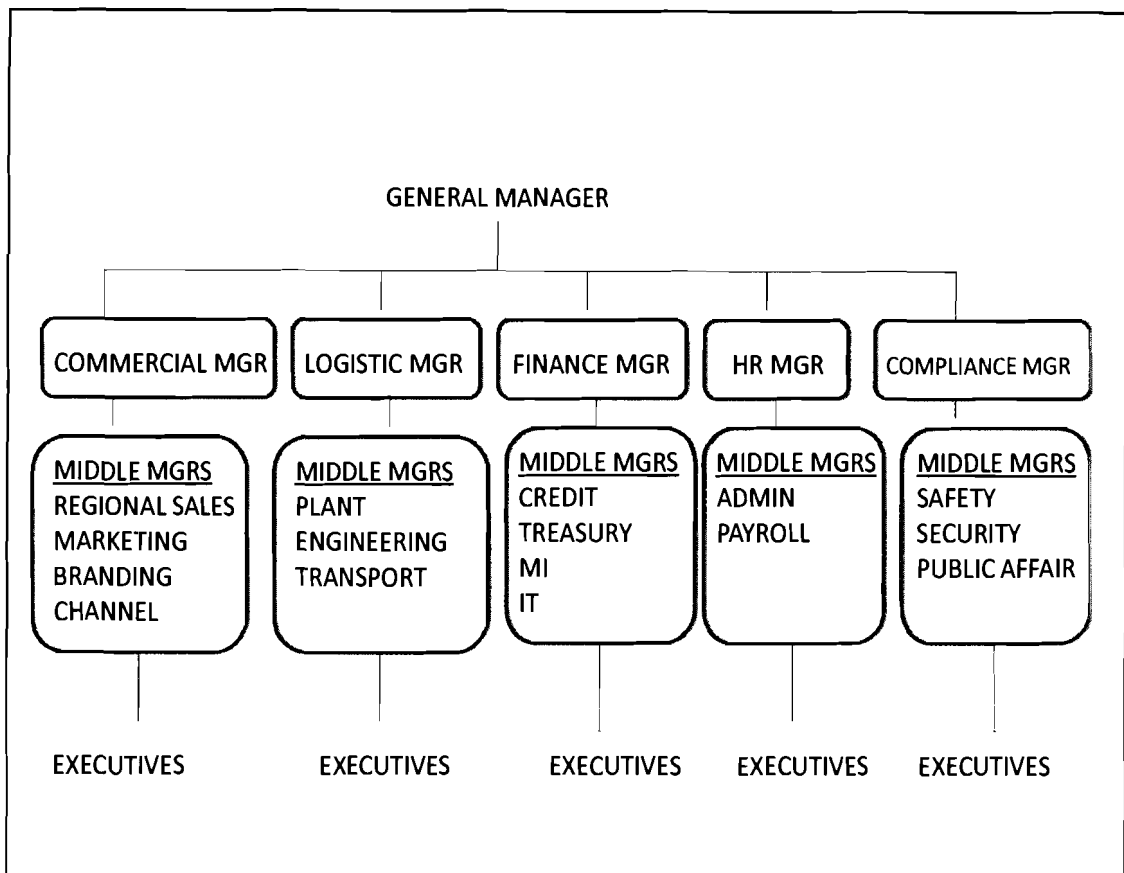 GENERAL MANAGER
COMMERCIAL MGR
LOGISTIC MGR
FINANCE MGR
HR MGR
COMPLIANCE MGR
MIDDLE MGRS
REGIONAL SALES
MARKETING
BRANDING
CHANNEL
MIDDLE MGRS
PLANT
ENGINEERING
TRANSPORT
MIDDLE MGRS
CREDIT
TREASURY
MI
IT
MIDDLE MGRS
ADMIN
PAYROLL
MIDDLE MGRS
SAFETY
SECURITY
PUBLIC AFFAIR
EXECUTIVES
EXECUTIVES
EXECUTIVES
EXECUTIVES
EXECUTIVES